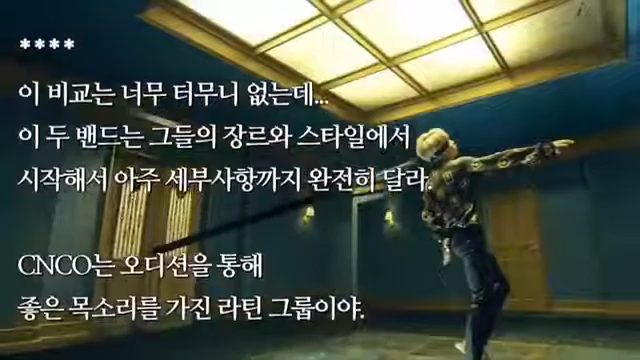 ****
이 비교는 너무 터무니 없는데...
이 두 밴드는 그들의 장르와 스타일에서
시작해서 아주 세부사항까지 완전히 달라.
CNCO는 오디션을 통해
좋은 목소리를 가진 라틴 그룹이야.